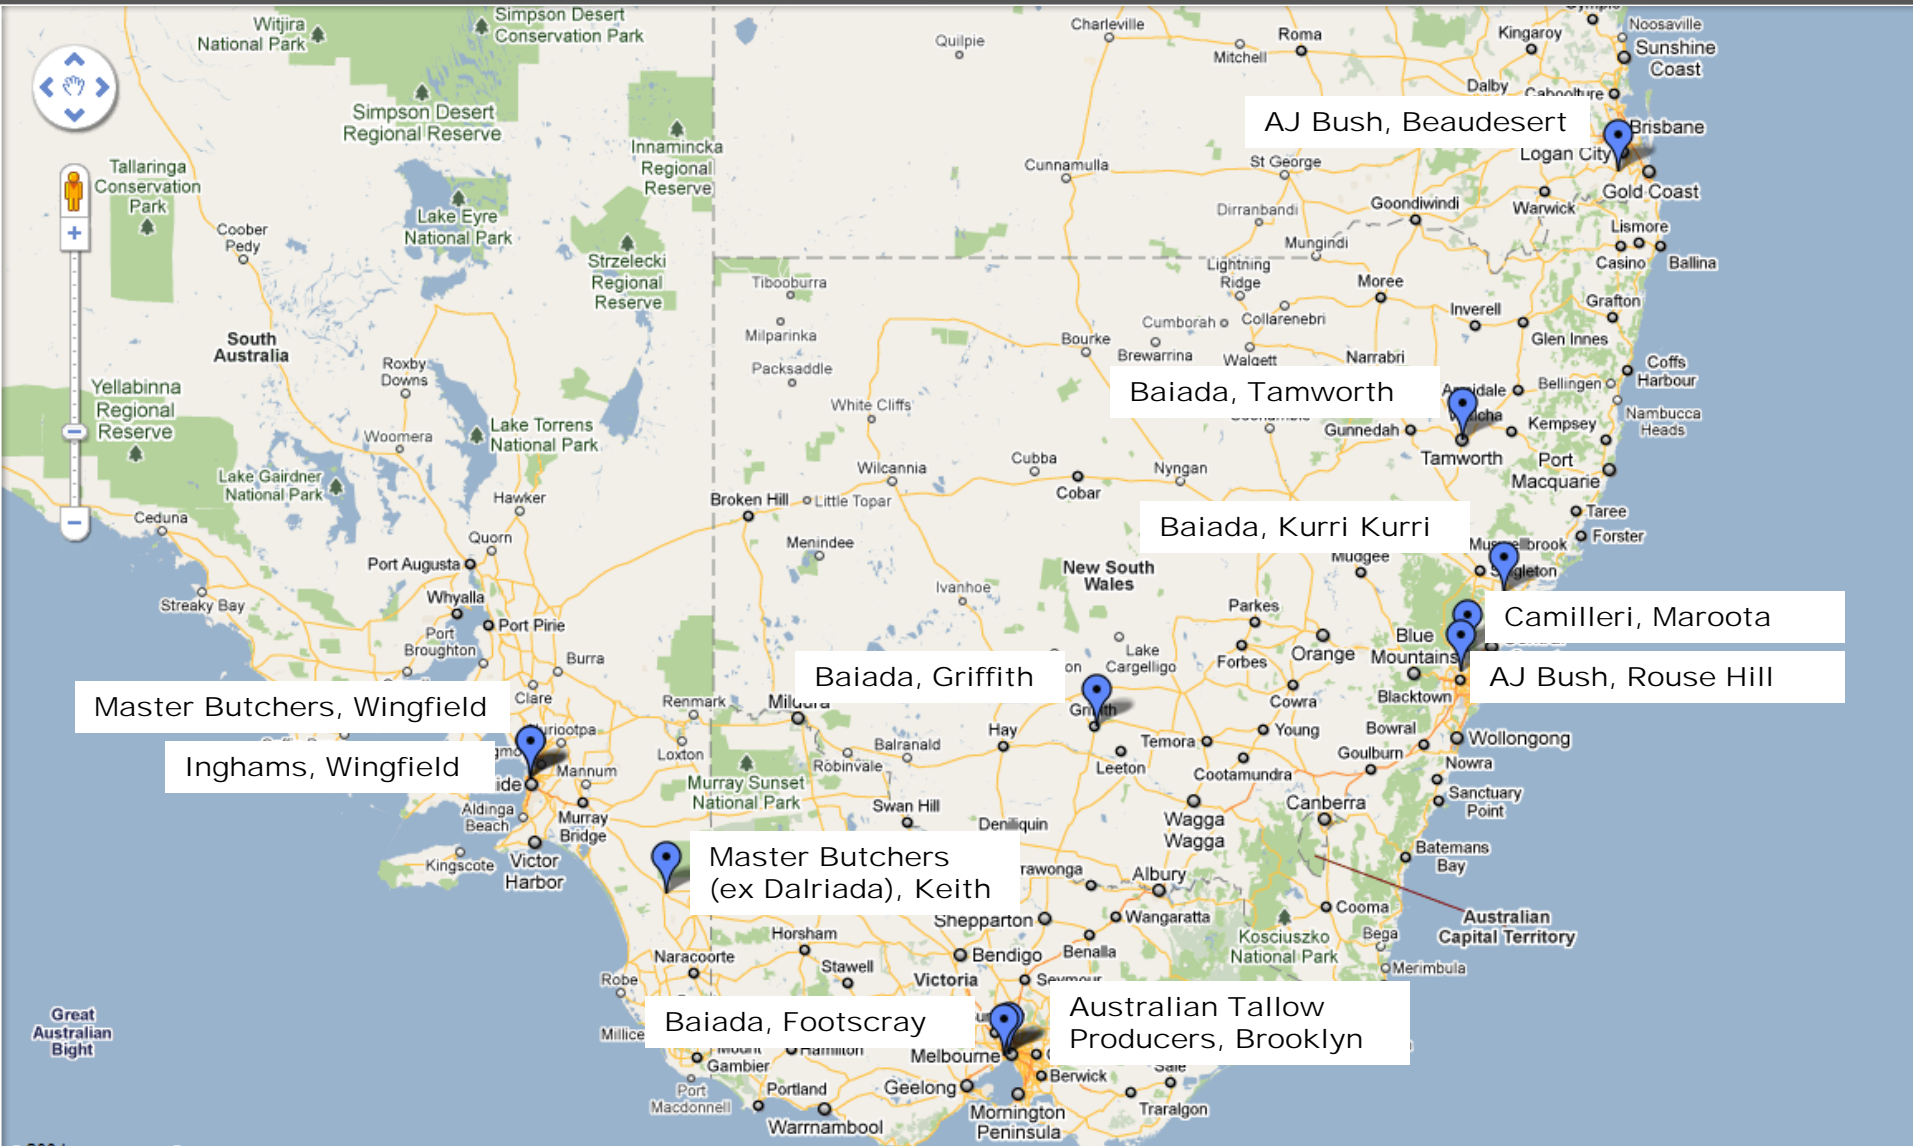 Witjira
National Park
Simpson Desert
Conservation Park
Charleville
Quilpie
Mitchell
Roma
Kingaroy
Noosaville
Sunshine
Coast
Dalby
Caboolture
Simpson Desert
Regional Reserve
AJ Bush, Beaudesert
Brisbane
Logan City
Innamincka
Regional
Reserve
Tallaringa
Conservation
Park
Cunnamulla
St George
Gold Coast
Goondiwindi
Warwick
Lake Eyre
National Park
Dirranbandi
Coober
Pedy
Mungindi
Lismore
Casino
Ballina
Strzelecki
Regional
Reserve
Lightning
Ridge
Tibooburra
Moree
Grafton
Inverell
Collarenebri
Cumborah
Milparinka
South
Australia
Bourke
Brewarrina
Walgett
Narrabri
Glen Innes
Roxby
Downs
Packsaddle
Coffs
Harbour
Yellabinna
Regional
Reserve
Baiada, Tamworth
Bellingen
White Cliffs
Nambucca
Heads
Kempsey
Gunnedah
Woomera
Lake Torrens
National Park
Tamworth
Port
Macquarie
Lake Gairdner
National Park
Wilcannia
Cubba
Cobar
Nyngan
Hawker
Broken Hill
Little Topar
Ceduna
Taree
Baiada, Kurri Kurri
Forster
Quorn
Menindee
Mudgee
Port Augusta
New South
Wales
Ivanhoe
Streaky Bay
Whyalla
Parkes
Camilleri, Maroota
Port Pirie
Port
Broughton
Blue
Mountains
Lake
Cargelligo
Forbes
Orange
Burra
Baiada, Griffith
AJ Bush, Rouse Hill
Clare
Renmark
Mildura
Cowra
Blacktown
Master Butchers, Wingfield
Griffith
Hay
Young
Bowral
Wollongong
Temora
Balranald
Loxton
Robinvale
Goulburn
Inghams, Wingfield
Mannum
Leeton
Cootamundra
Nowra
Murray Sunset
National Park
Sanctuary
Point
Aldinga
Beach
Murray
Bridge
Swan Hill
Canberra
Deniliquin
Wagga
Wagga
Batemans
Bay
Kingscote
Victor
Harbor
Master Butchers
(ex Dalriada), Keith
Albury
Shepparton
Wangaratta
Cooma
Australian
Capital Territory
Horsham
Kosciuszko
National Park
Bega
Benalla
Bendigo
Naracoorte
Stawell
Merimbula
Robe
Victoria
Seymour
Great
Australian
Bight
Baiada, Footscray
Australian Tallow
Producers, Brooklyn
Melbourne
Mount
Gambier
Hamilton
Berwick
Sale
Port
Macdonnell
Portland
Geelong
Traralgon
Warrnambool
Mornington
Peninsula